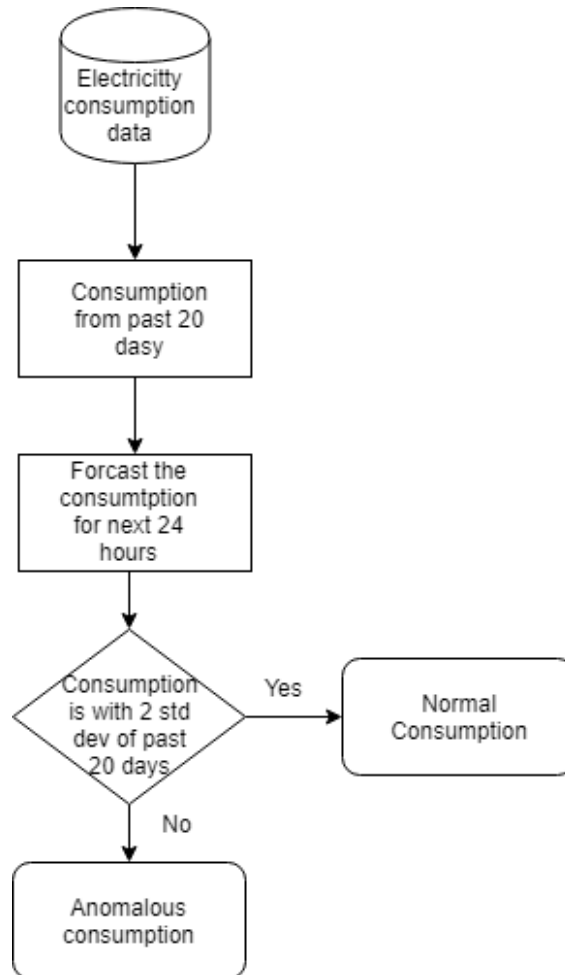 Electricitty
consumption
data
Consumption
from past 20
dasy
Forcast the
consumtption
for next 24
hours
Consumption
is with 2 std
dev of past
20 days
Yes
Normal
Consumption
No
Anomalous
consumption